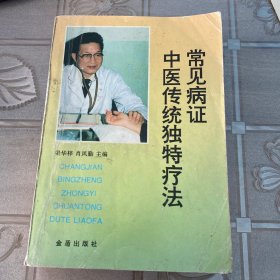 常见病证
中医传统独特疗法
梁华梓 肖凤勤 主编
CHANGJIAN
BINGZHENG
ZHONGYI
CHUANTONG
DUTE LIAOFA
金盾出版社